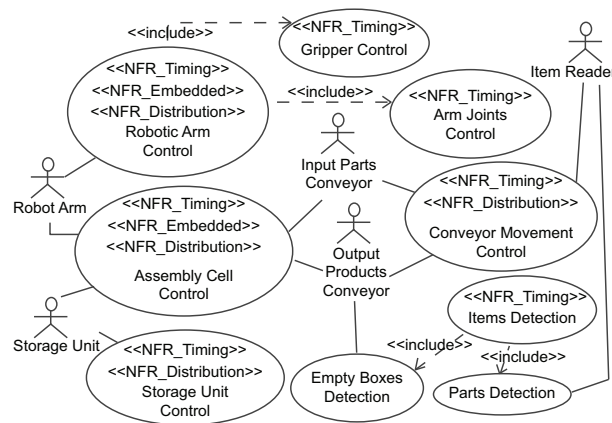 <<include>>
<<NFR_Timing>>
Gripper Control
Item Reader
<<NFR_Timing>>
<<NFR_Embedded>>
<<NFR_Distribution>>
Robotic Arm
Control
<<include>>
<<NFR_Timing>>
Arm Joints
Control
Input Parts
Conveyor
Robot Arm
<<NFR_Timing>>
<<NFR_Embedded>>
<<NFR_Distribution>>
Assembly Cell
Control
<<NFR_Timing>>
<<NFR_Distribution>>
Conveyor Movement
Control
Output
Products
Conveyor
<<NFR_Timing>>
Items Detection
Storage Unit
<<NFR_Timing>>
<<NFR_Distribution>>
Storage Unit
Control
<<include>>
<<include>>
Empty Boxes
Detection
Parts Detection